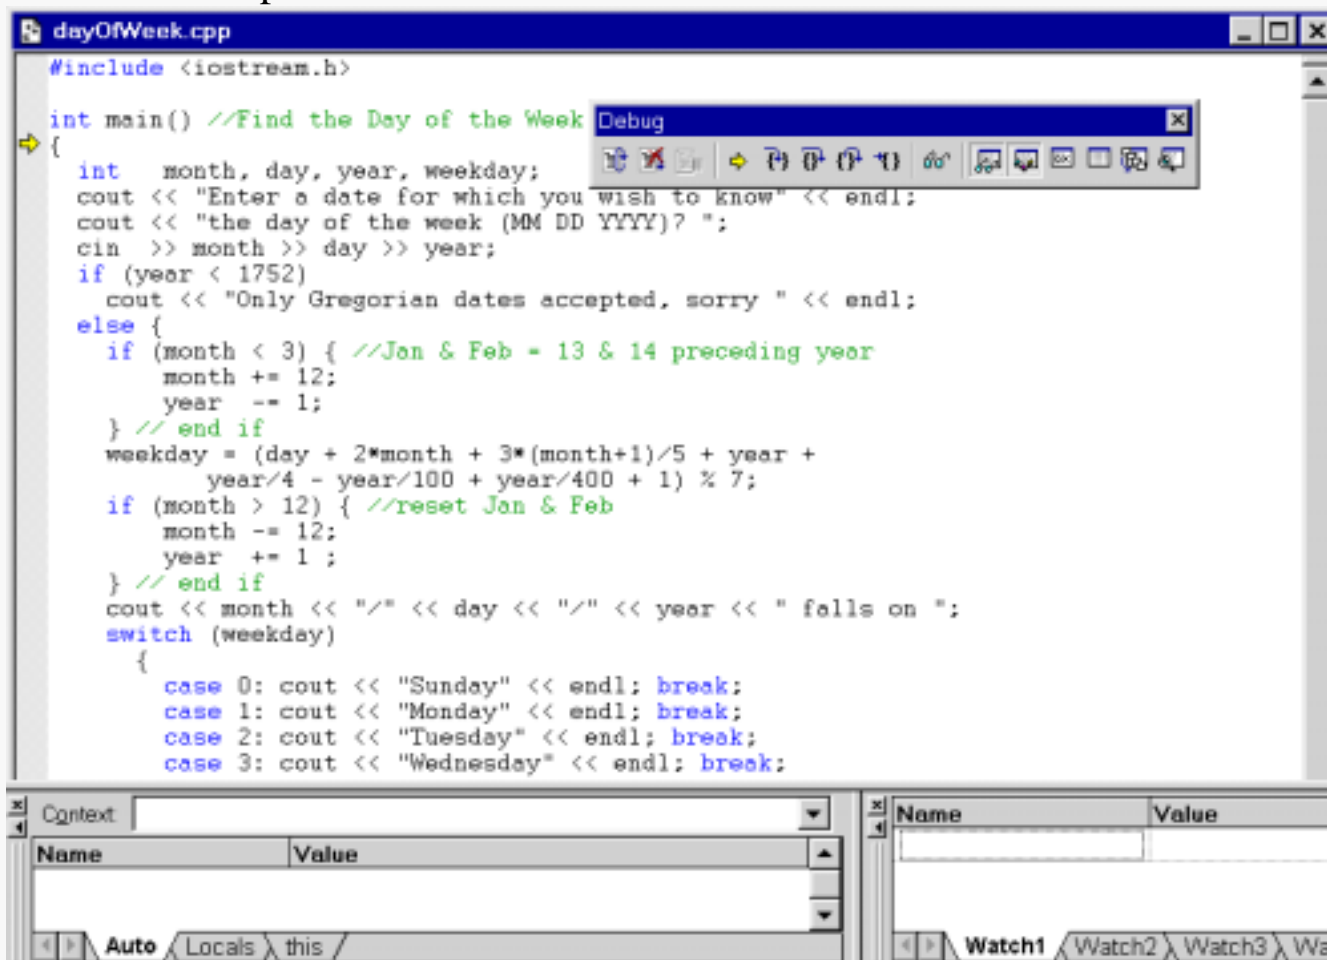 dayOfWeek.cpp
#include <iostream.h>
int main() //Find the Day of the Week
Debug
{
int month, day, year, weekday;
cout << "Enter a date for which you wish to know" << endl;
cout << "the day of the week (MM DD YYYY)? ";
cin >> month >> day >> year;
if (year < 1752)
cout << "Only Gregorian dates accepted, sorry " << endl;
else {
if (month < 3) { //Jan & Feb = 13 & 14 preceding year
month += 12;
year -= 1;
} // end if
weekday = (day + 2*month + 3*(month+1)/5 + year +
year/4 - year/100 + year/400 + 1) % 7;
if (month > 12) { //reset Jan & Feb
month -= 12;
year += 1 ;
} // end if
cout << month << "/" << day << "/" << year << " falls on ";
switch (weekday)
{
case 0: cout << "Sunday" << endl; break;
case 1: cout << "Monday" << endl; break;
case 2: cout << "Tuesday" << endl; break;
case 3: cout << "Wednesday" << endl; break;
Context:
Name Value
Auto Locals this
Name Value
Watch1 Watch2 Watch3 Wa